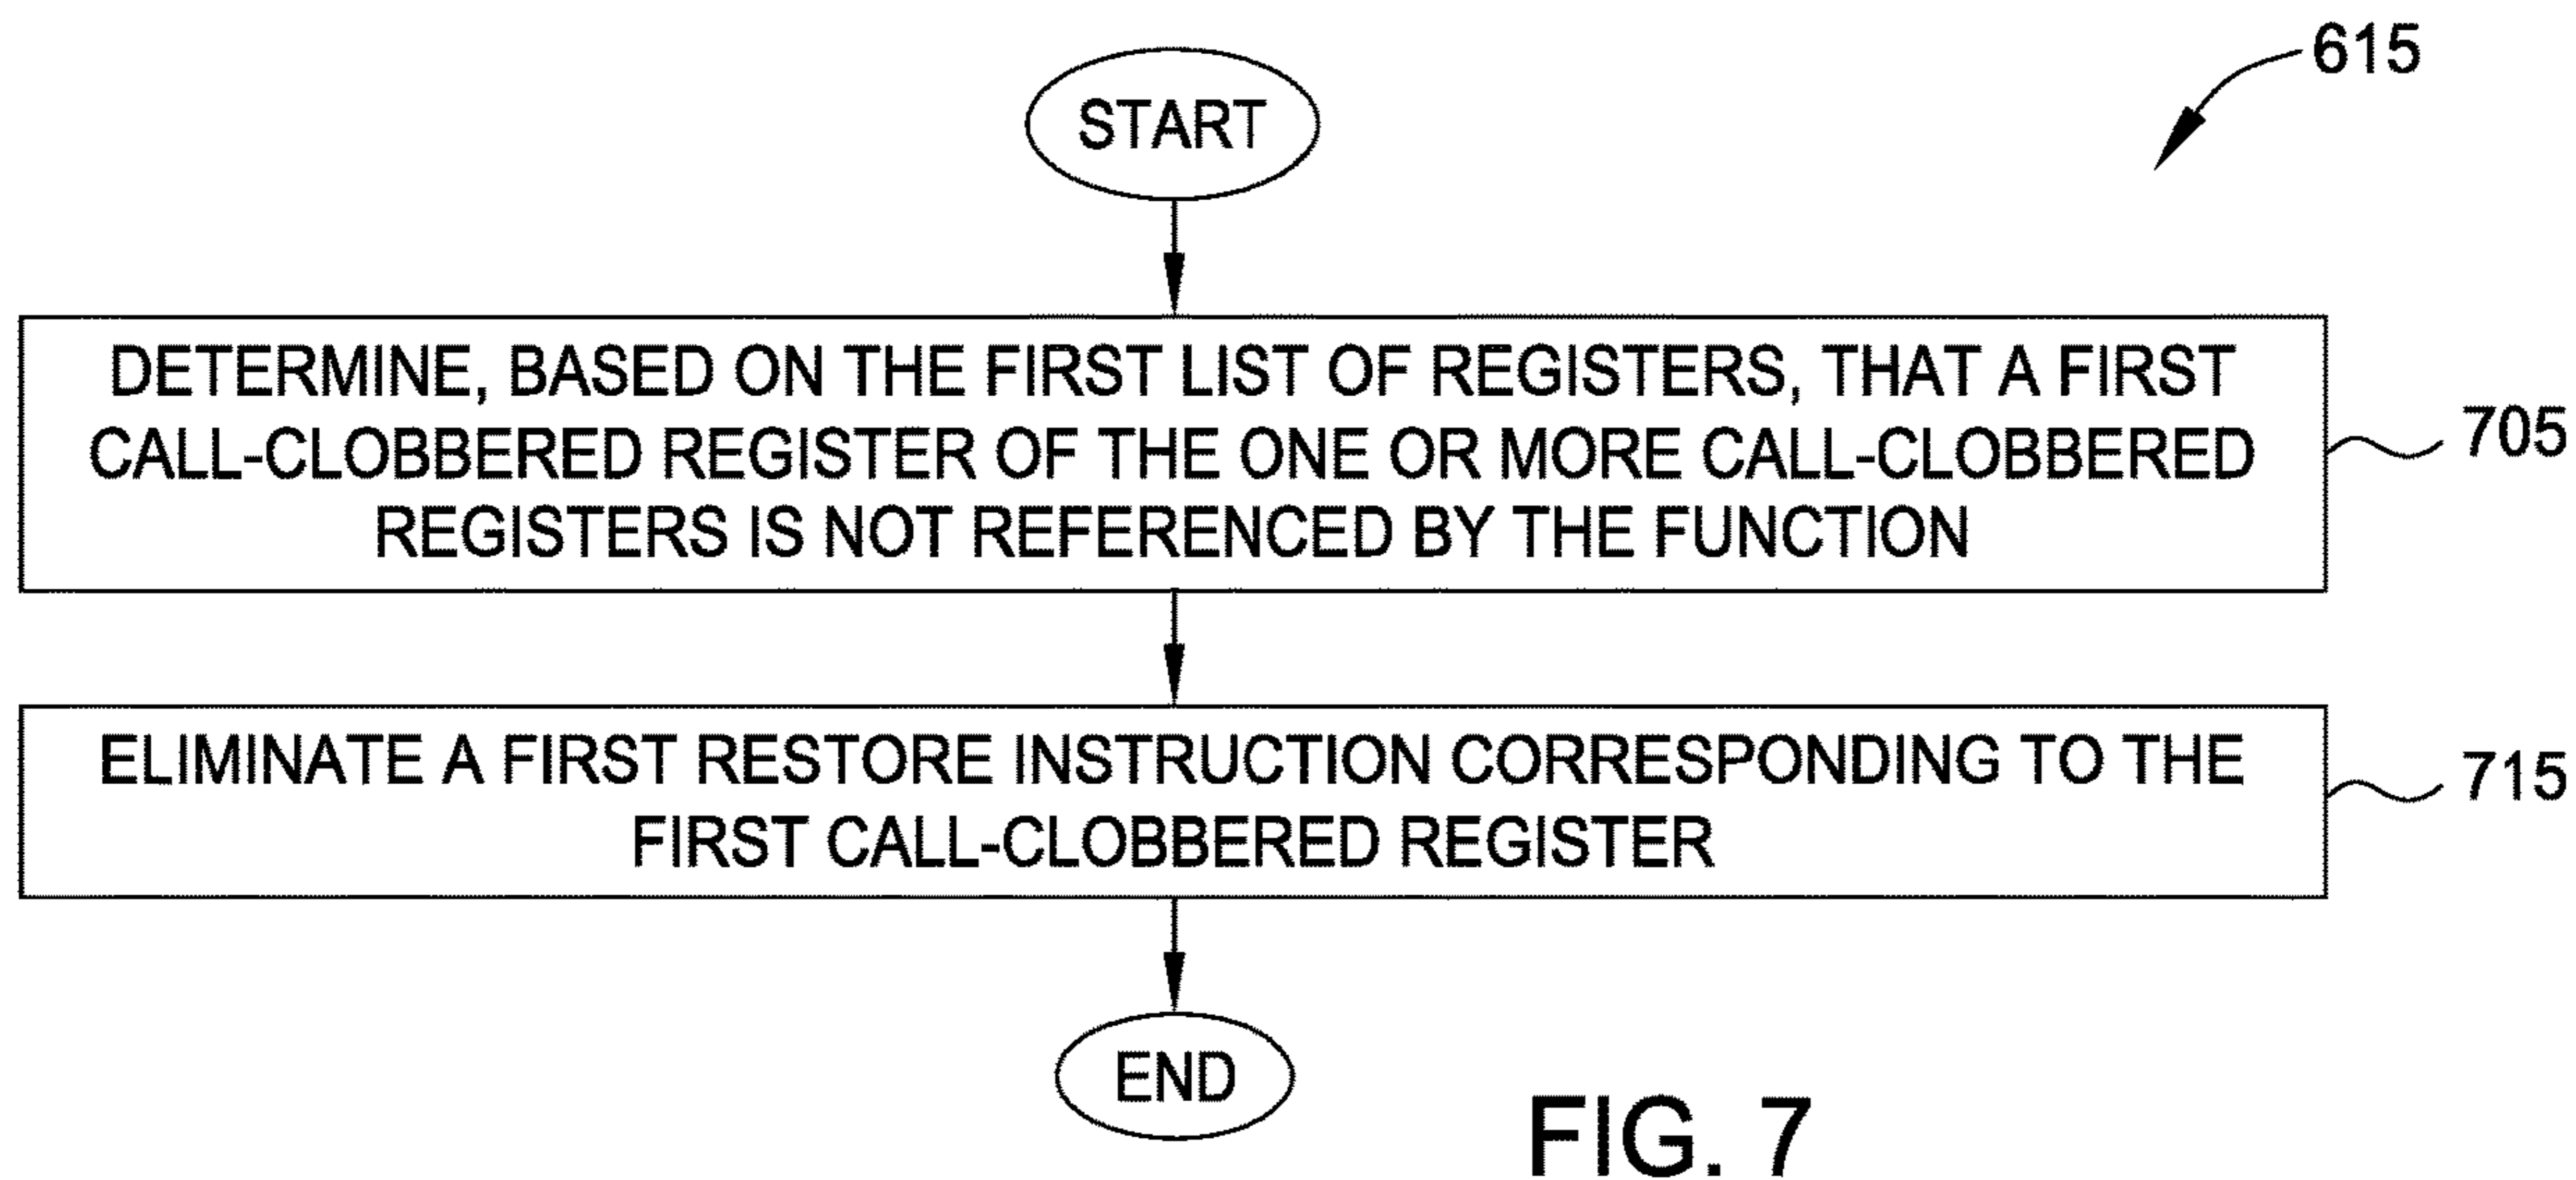 615
START
DETERMINE, BASED ON THE FIRST LIST OF REGISTERS, THAT A FIRST
CALL-CLOBBERED REGISTER OF THE ONE OR MORE CALL-CLOBBERED
REGISTERS IS NOT REFERENCED BY THE FUNCTION
705
ELIMINATE A FIRST RESTORE INSTRUCTION CORRESPONDING TO THE
FIRST CALL-CLOBBERED REGISTER
715
END
FIG. 7